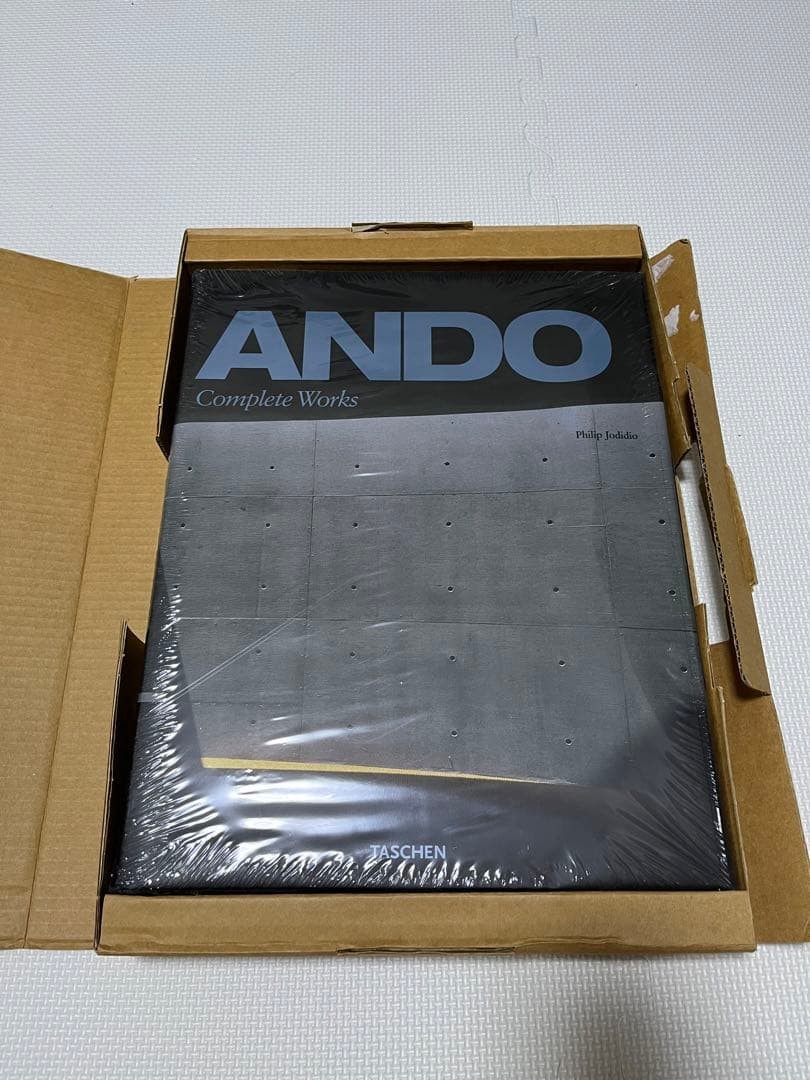 ANDO
Complete Works
Philip Jodidio
TASCHEN